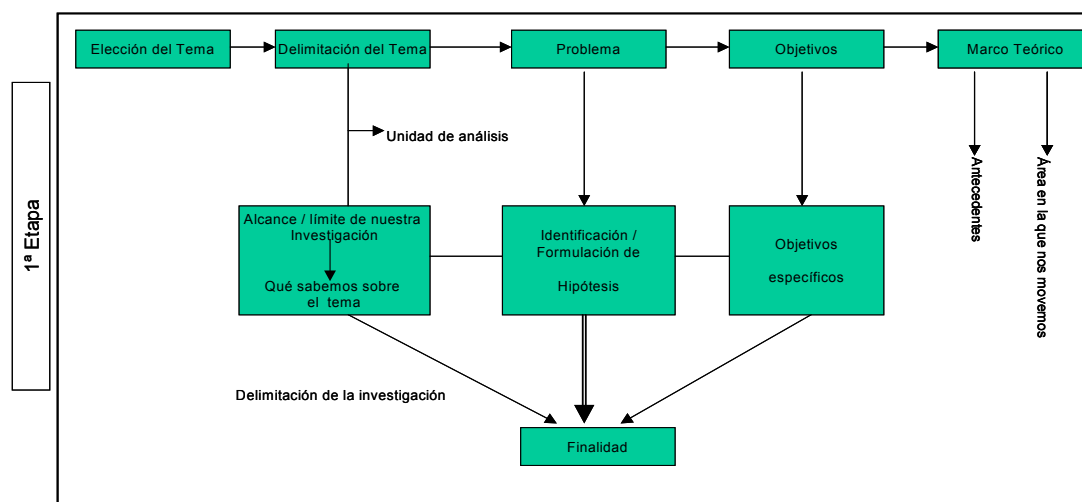 Elección del Tema
Delimitación del Tema
Problema
Objetivos
Marco Teórico
1ª Etapa
Unidad de análisis
Antecedentes
Área en la que nos movemos
Alcance / límite de nuestra
Investigación
Qué sabemos sobre
el tema
Identificación /
Formulación de
Hipótesis
Objetivos
específicos
Delimitación de la investigación
Finalidad